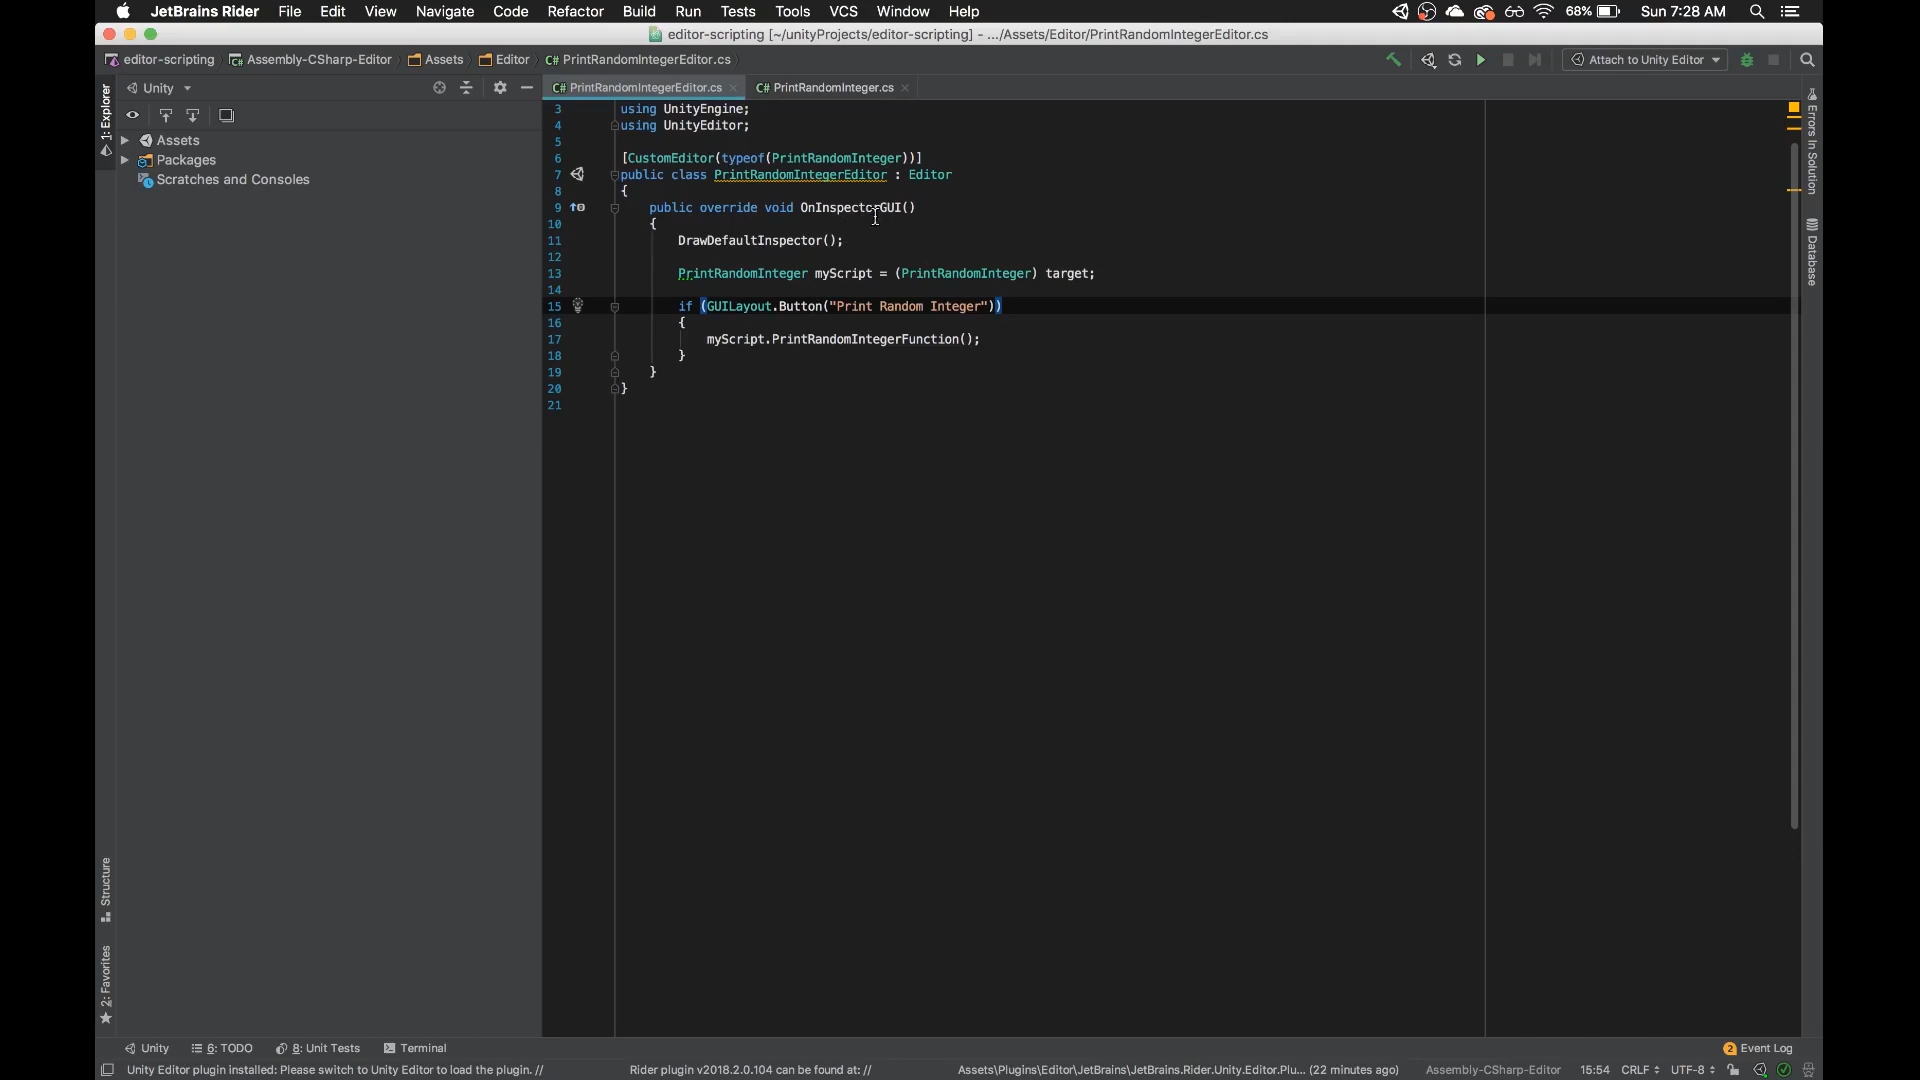 JetBrains Rider File Edit View Navigate Code Refactor Build Run Tests Tools VCS Window Help 68% Sun 7:28 AM
editor-scripting [~/unityProjects/editor-scripting] - .../Assets/Editor/PrintRandomIntegerEditor.cs
editor-scripting Assembly-CSharp-Editor Assets Editor C# PrintRandomIntegerEditor.cs Attach to Unity Editor
1: Explorer
Unity
Assets
Packages
Scratches and Consoles
Structure
2: Favorites
C# PrintRandomIntegerEditor.cs C# PrintRandomInteger.cs
3 using UnityEngine;
4 using UnityEditor;
5
6 [CustomEditor(typeof(PrintRandomInteger))]
7 public class PrintRandomIntegerEditor : Editor
8 {
9 public override void OnInspectorGUI()
10 {
11 DrawDefaultInspector();
12
13 PrintRandomInteger myScript = (PrintRandomInteger) target;
14
15 if (GUILayout.Button("Print Random Integer"))
16 {
17 myScript.PrintRandomIntegerFunction();
18 }
19 }
20 }
21
Errors In Solution
Database
Unity 6: TODO 8: Unit Tests Terminal 2 Event Log
Unity Editor plugin installed: Please switch to Unity Editor to load the plugin. // Rider plugin v2018.2.0.104 can be found at: // Assets\Plugins\Editor\JetBrains\JetBrains.Rider.Unity.Editor.Plu... (22 minutes ago) Assembly-CSharp-Editor 15:54 CRLF UTF-8